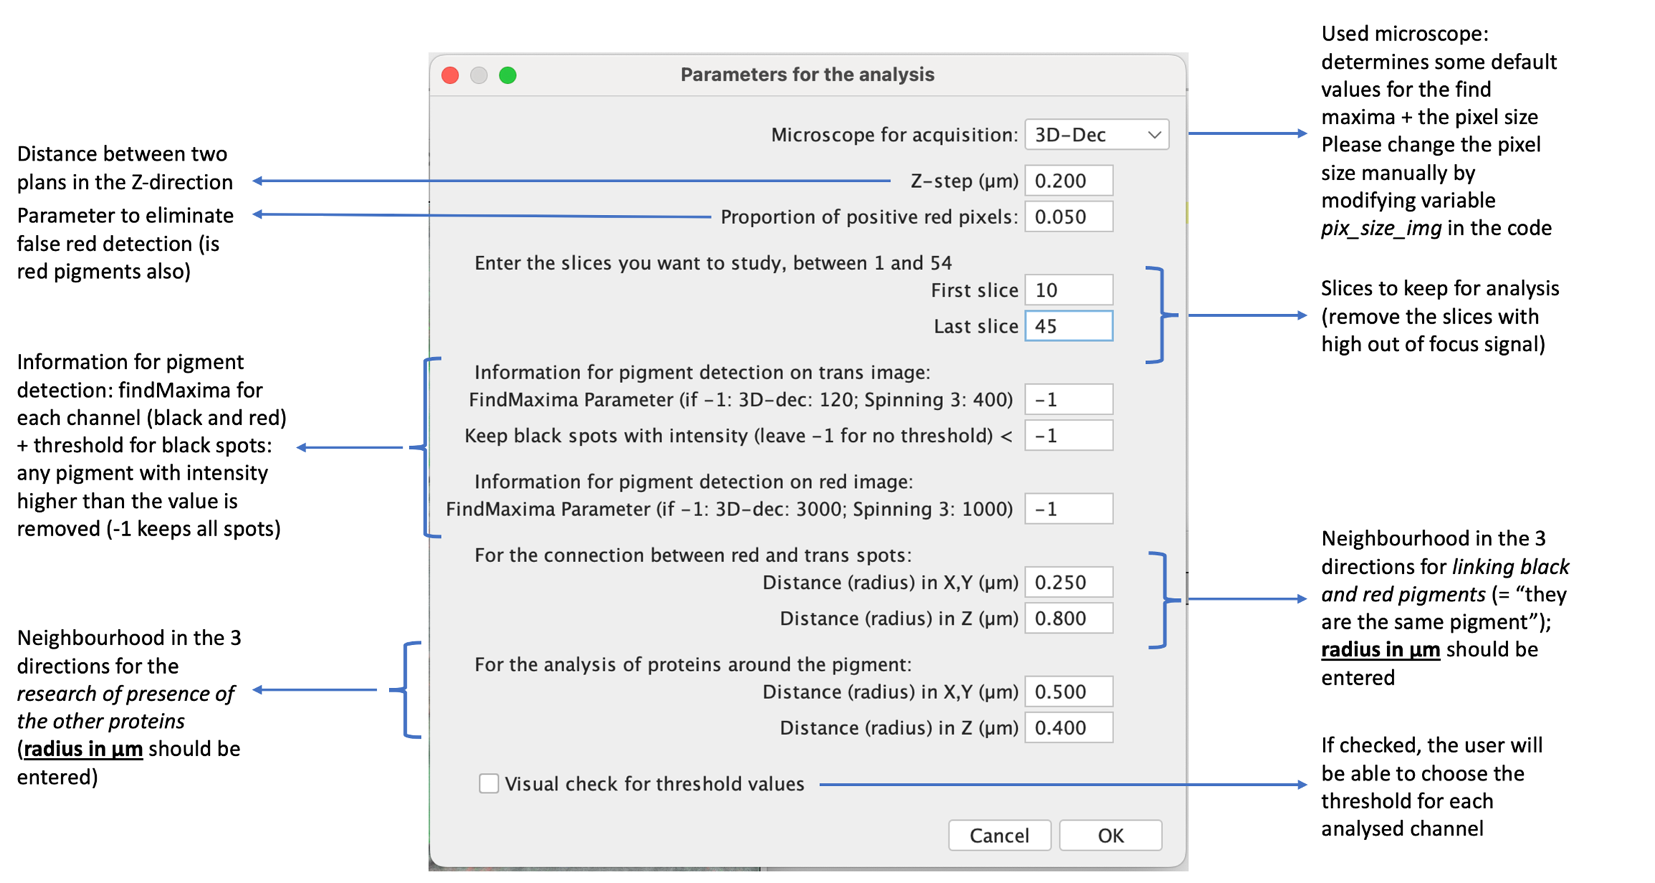 Parameters for the analysis
Microscope for acquisition: 3D-Dec
Z-step (µm) 0.200
Proportion of positive red pixels: 0.050
Enter the slices you want to study, between 1 and 54
First slice 10
Last slice 45
Information for pigment detection on trans image:
FindMaxima Parameter (if -1: 3D-dec: 120; Spinning 3: 400) -1
Keep black spots with intensity (leave -1 for no threshold) < -1
Information for pigment detection on red image:
FindMaxima Parameter (if -1: 3D-dec: 3000; Spinning 3: 1000) -1
For the connection between red and trans spots:
Distance (radius) in X,Y (µm) 0.250
Distance (radius) in Z (µm) 0.800
For the analysis of proteins around the pigment:
Distance (radius) in X,Y (µm) 0.500
Distance (radius) in Z (µm) 0.400
Visual check for threshold values
Cancel OK
Distance between two
plans in the Z-direction
Parameter to eliminate
false red detection (is
red pigments also)
Information for pigment
detection: findMaxima for
each channel (black and red)
+ threshold for black spots:
any pigment with intensity
higher than the value is
removed (-1 keeps all spots)
Neighbourhood in the 3
directions for the
research of presence of
the other proteins
(radius in µm should be
entered)
Used microscope:
determines some default
values for the find
maxima + the pixel size
Please change the pixel
size manually by
modifying variable
pix_size_img in the code
Slices to keep for analysis
(remove the slices with
high out of focus signal)
Neighbourhood in the 3
directions for linking black
and red pigments (= “they
are the same pigment”);
radius in µm should be
entered
If checked, the user will
be able to choose the
threshold for each
analysed channel